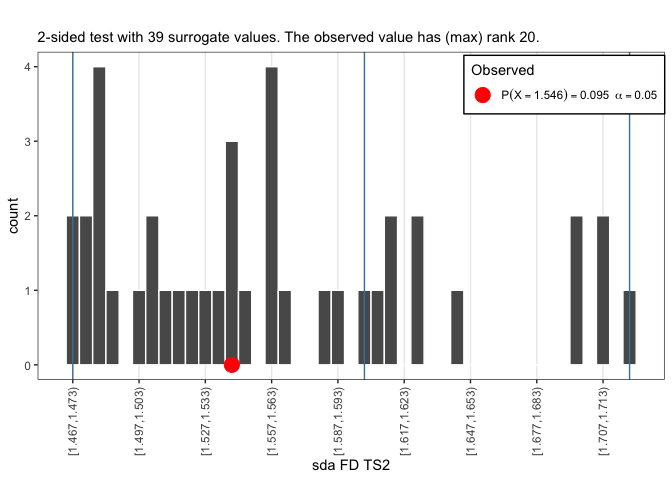 2-sided test with 39 surrogate values. The observed value has (max) rank 20.
Observed
P(X = 1.546) = 0.095 α = 0.05
count
4
3
2
1
0
[1.467,1.473)
[1.497,1.503)
[1.527,1.533)
[1.557,1.563)
[1.587,1.593)
[1.617,1.623)
[1.647,1.653)
[1.677,1.683)
[1.707,1.713)
sda FD TS2